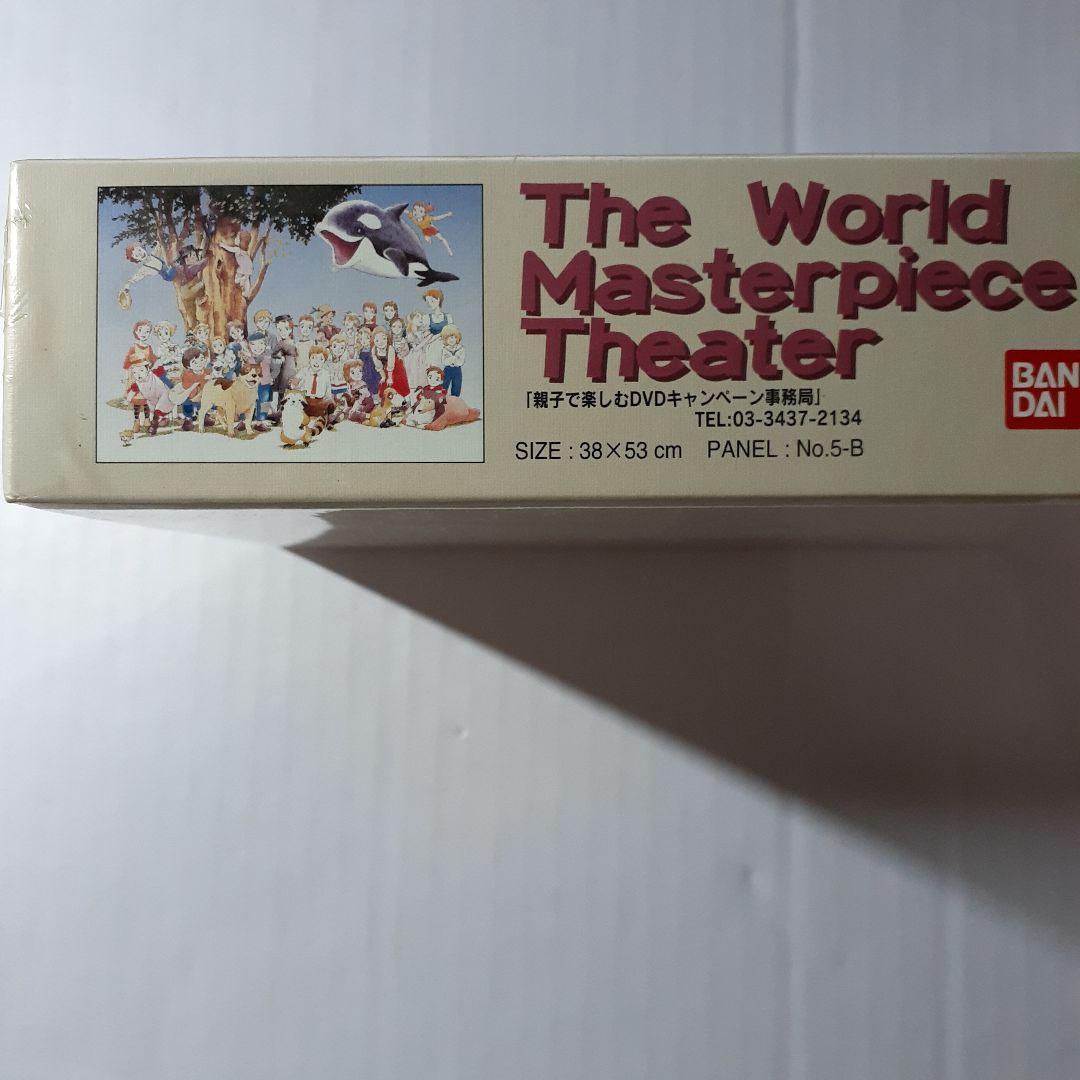 The World
Masterpiece
Theater
「親子で楽しむDVDキャンペーン事務局」
TEL:03-3437-2134
SIZE : 38×53 cm PANEL : No.5-B
BAN
DAI